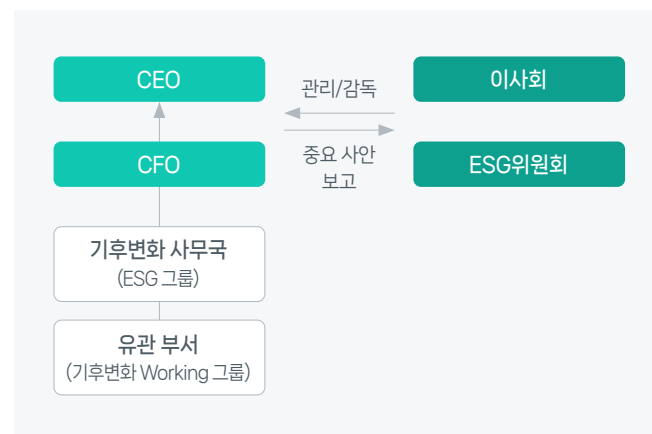 CEO
이사회
관리/감독
CFO
ESG위원회
중요 사안
보고
기후변화 사무국
(ESG 그룹)
유관 부서
(기후변화 Working 그룹)